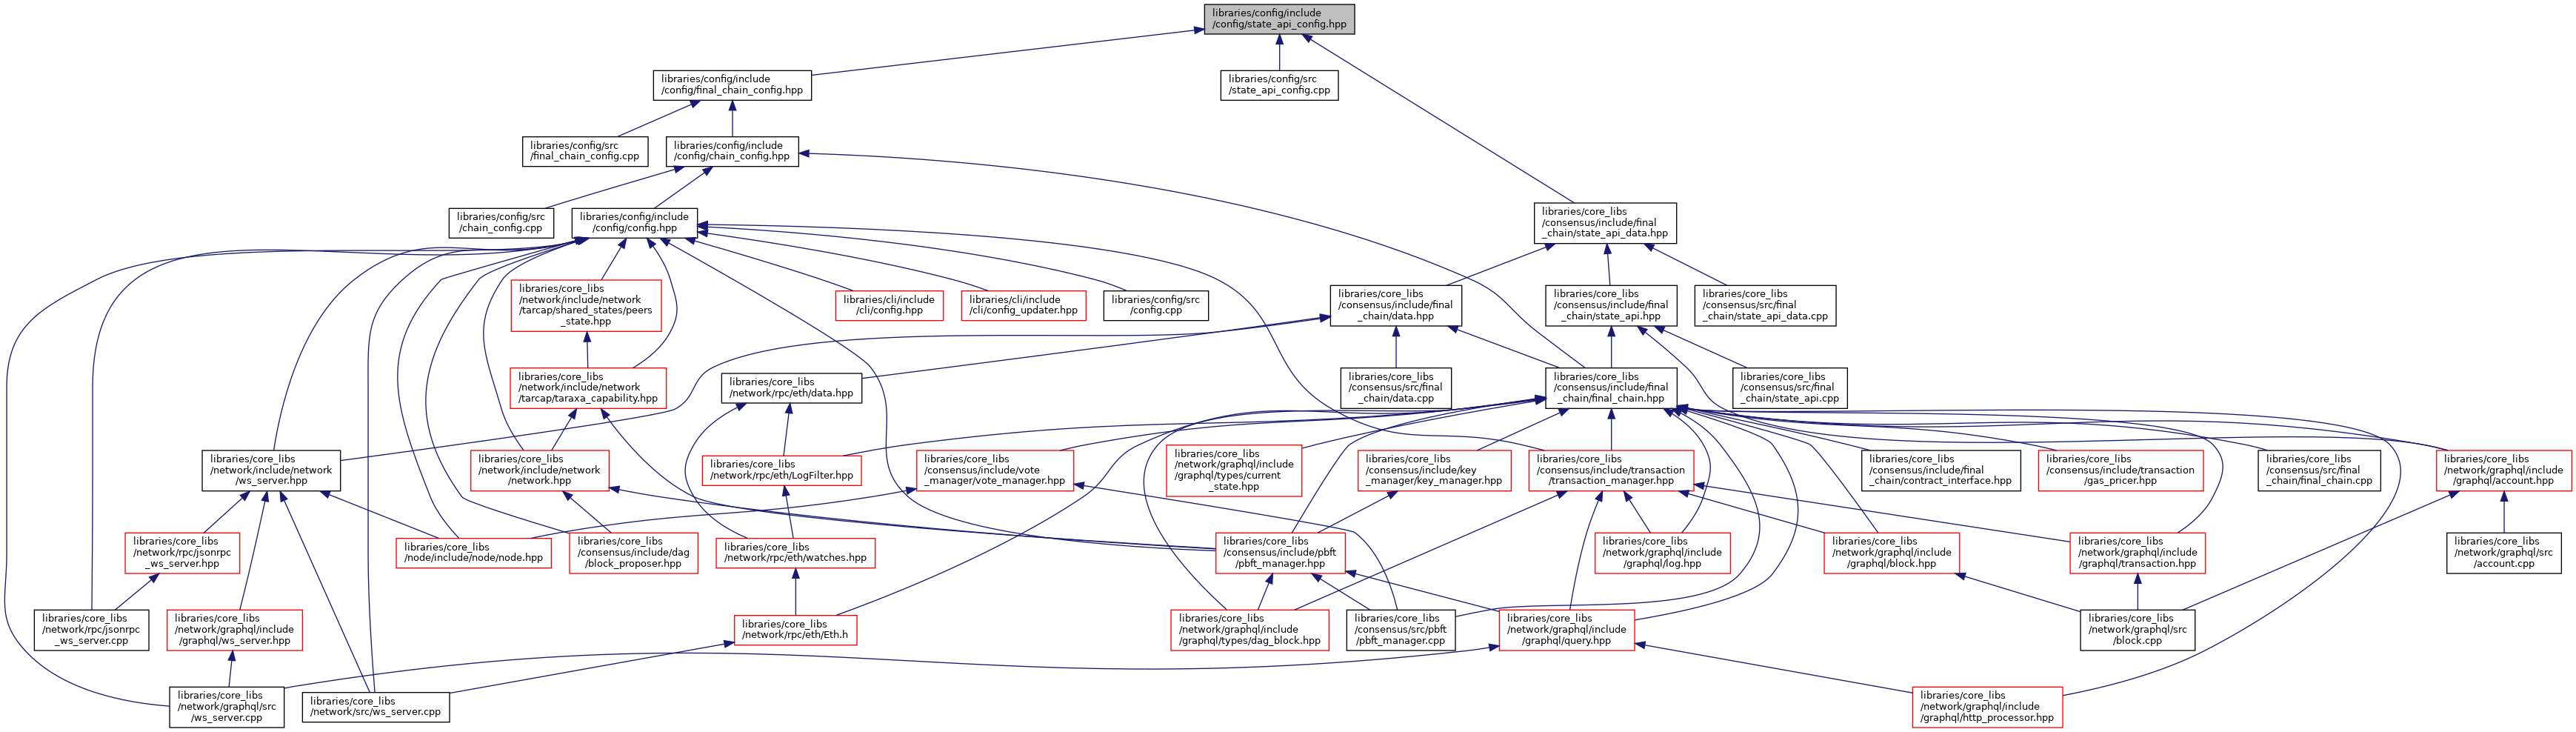 libraries/config/include
/config/state_api_config.hpp
libraries/config/include
/config/final_chain_config.hpp
libraries/config/src
/state_api_config.cpp
libraries/config/src
/final_chain_config.cpp
libraries/config/include
/config/chain_config.hpp
libraries/config/src
/chain_config.cpp
libraries/config/include
/config/config.hpp
libraries/core_libs
/consensus/include/final
_chain/state_api_data.hpp
libraries/core_libs
/network/include/network
/tarcap/shared_states/peers
_state.hpp
libraries/cli/include
/cli/config.hpp
libraries/cli/include
/cli/config_updater.hpp
libraries/config/src
/config.cpp
libraries/core_libs
/consensus/include/final
_chain/data.hpp
libraries/core_libs
/consensus/include/final
_chain/state_api.hpp
libraries/core_libs
/consensus/src/final
_chain/state_api_data.cpp
libraries/core_libs
/network/include/network
/tarcap/taraxa_capability.hpp
libraries/core_libs
/network/rpc/eth/data.hpp
libraries/core_libs
/consensus/src/final
_chain/data.cpp
libraries/core_libs
/consensus/include/final
_chain/final_chain.hpp
libraries/core_libs
/consensus/src/final
_chain/state_api.cpp
libraries/core_libs
/network/include/network
/ws_server.hpp
libraries/core_libs
/network/include/network
/network.hpp
libraries/core_libs
/network/rpc/eth/LogFilter.hpp
libraries/core_libs
/consensus/include/vote
_manager/vote_manager.hpp
libraries/core_libs
/network/graphql/include
/graphql/types/current
_state.hpp
libraries/core_libs
/consensus/include/key
_manager/key_manager.hpp
libraries/core_libs
/consensus/include/transaction
/transaction_manager.hpp
libraries/core_libs
/consensus/include/final
_chain/contract_interface.hpp
libraries/core_libs
/consensus/include/transaction
/gas_pricer.hpp
libraries/core_libs
/consensus/src/final
_chain/final_chain.cpp
libraries/core_libs
/network/graphql/include
/graphql/account.hpp
libraries/core_libs
/network/rpc/jsonrpc
_ws_server.hpp
libraries/core_libs
/node/include/node/node.hpp
libraries/core_libs
/consensus/include/dag
/block_proposer.hpp
libraries/core_libs
/network/rpc/eth/watches.hpp
libraries/core_libs
/consensus/include/pbft
/pbft_manager.hpp
libraries/core_libs
/network/graphql/include
/graphql/log.hpp
libraries/core_libs
/network/graphql/include
/graphql/block.hpp
libraries/core_libs
/network/graphql/include
/graphql/transaction.hpp
libraries/core_libs
/network/graphql/src
/account.cpp
libraries/core_libs
/network/rpc/jsonrpc
_ws_server.cpp
libraries/core_libs
/network/graphql/include
/graphql/ws_server.hpp
libraries/core_libs
/network/rpc/eth/Eth.h
libraries/core_libs
/network/graphql/include
/graphql/types/dag_block.hpp
libraries/core_libs
/consensus/src/pbft
/pbft_manager.cpp
libraries/core_libs
/network/graphql/include
/graphql/query.hpp
libraries/core_libs
/network/graphql/src
/block.cpp
libraries/core_libs
/network/graphql/src
/ws_server.cpp
libraries/core_libs
/network/src/ws_server.cpp
libraries/core_libs
/network/graphql/include
/graphql/http_processor.hpp